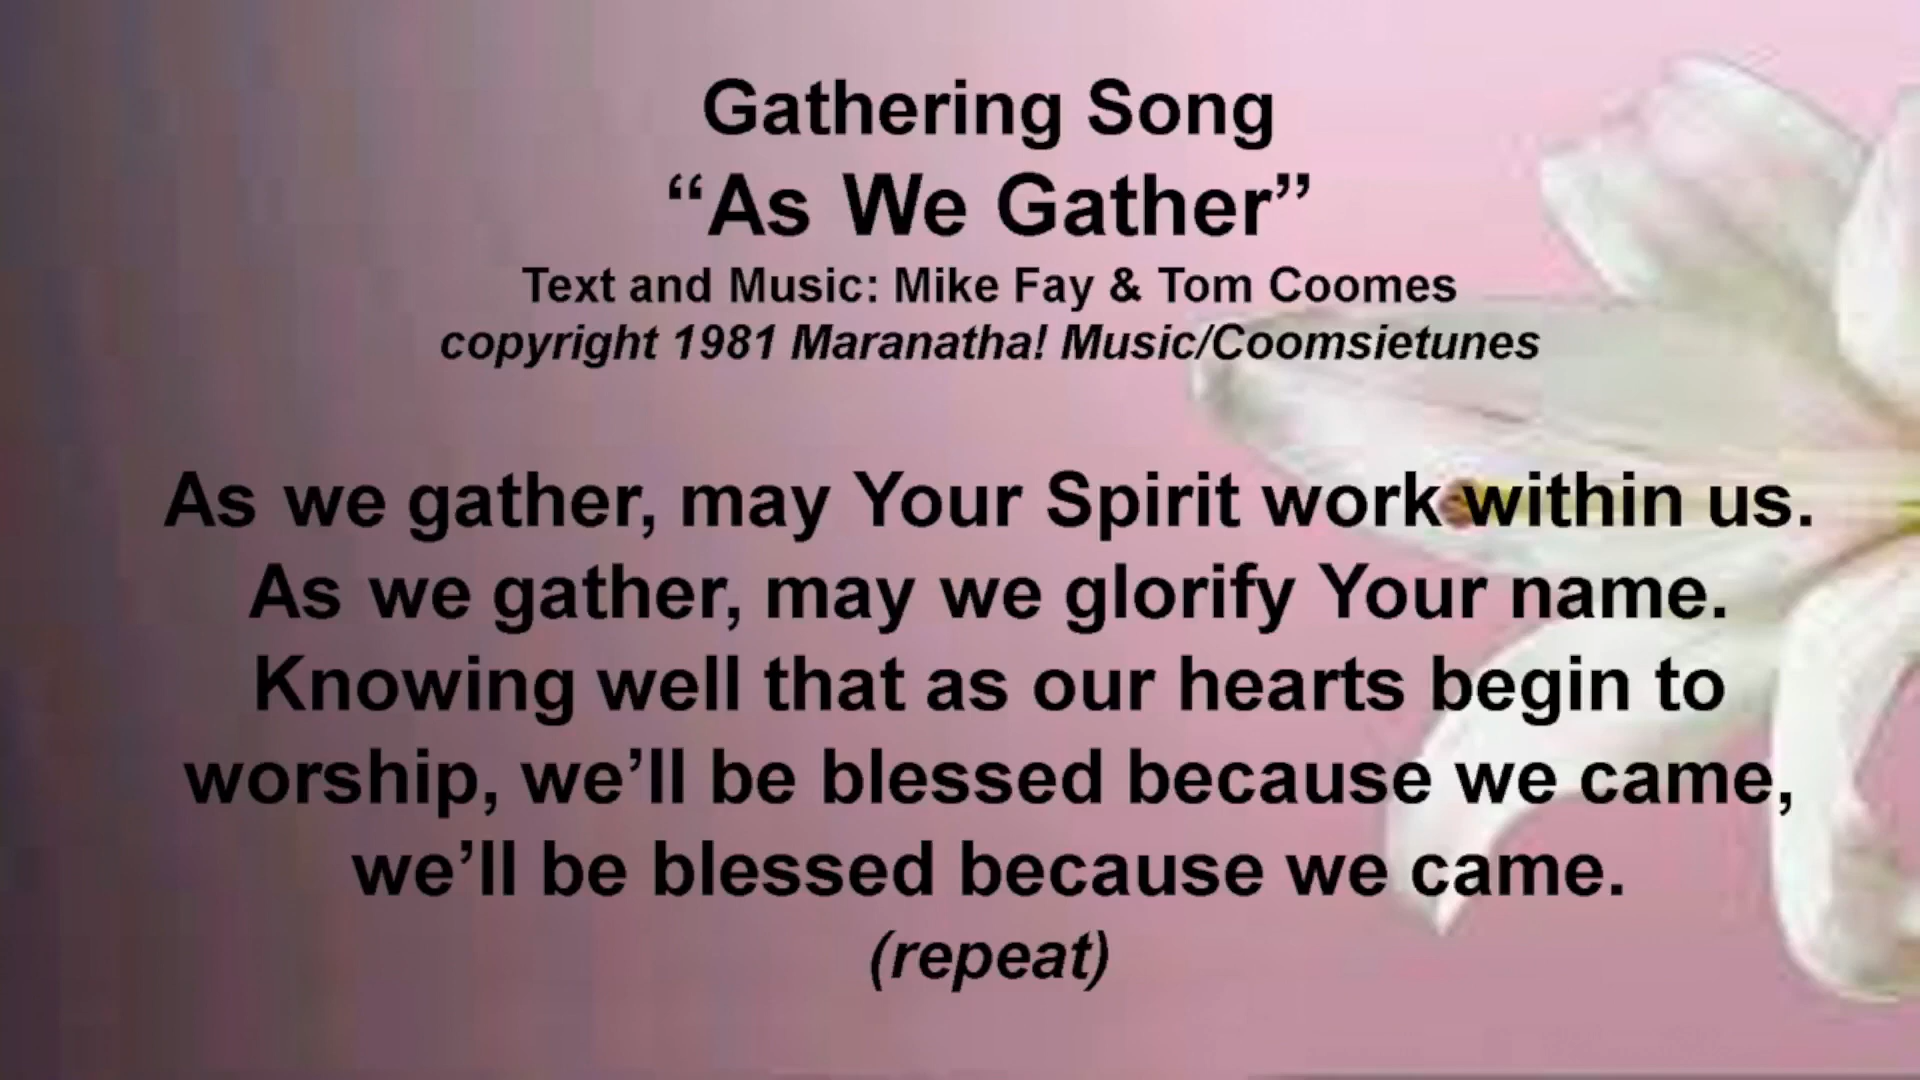 Gathering Song
“As We Gather”
Text and Music: Mike Fay & Tom Coomes
copyright 1981 Maranatha! Music/Coomsietunes
As we gather, may Your Spirit work within us.
As we gather, may we glorify Your name.
Knowing well that as our hearts begin to
worship, we’ll be blessed because we came,
we’ll be blessed because we came.
(repeat)